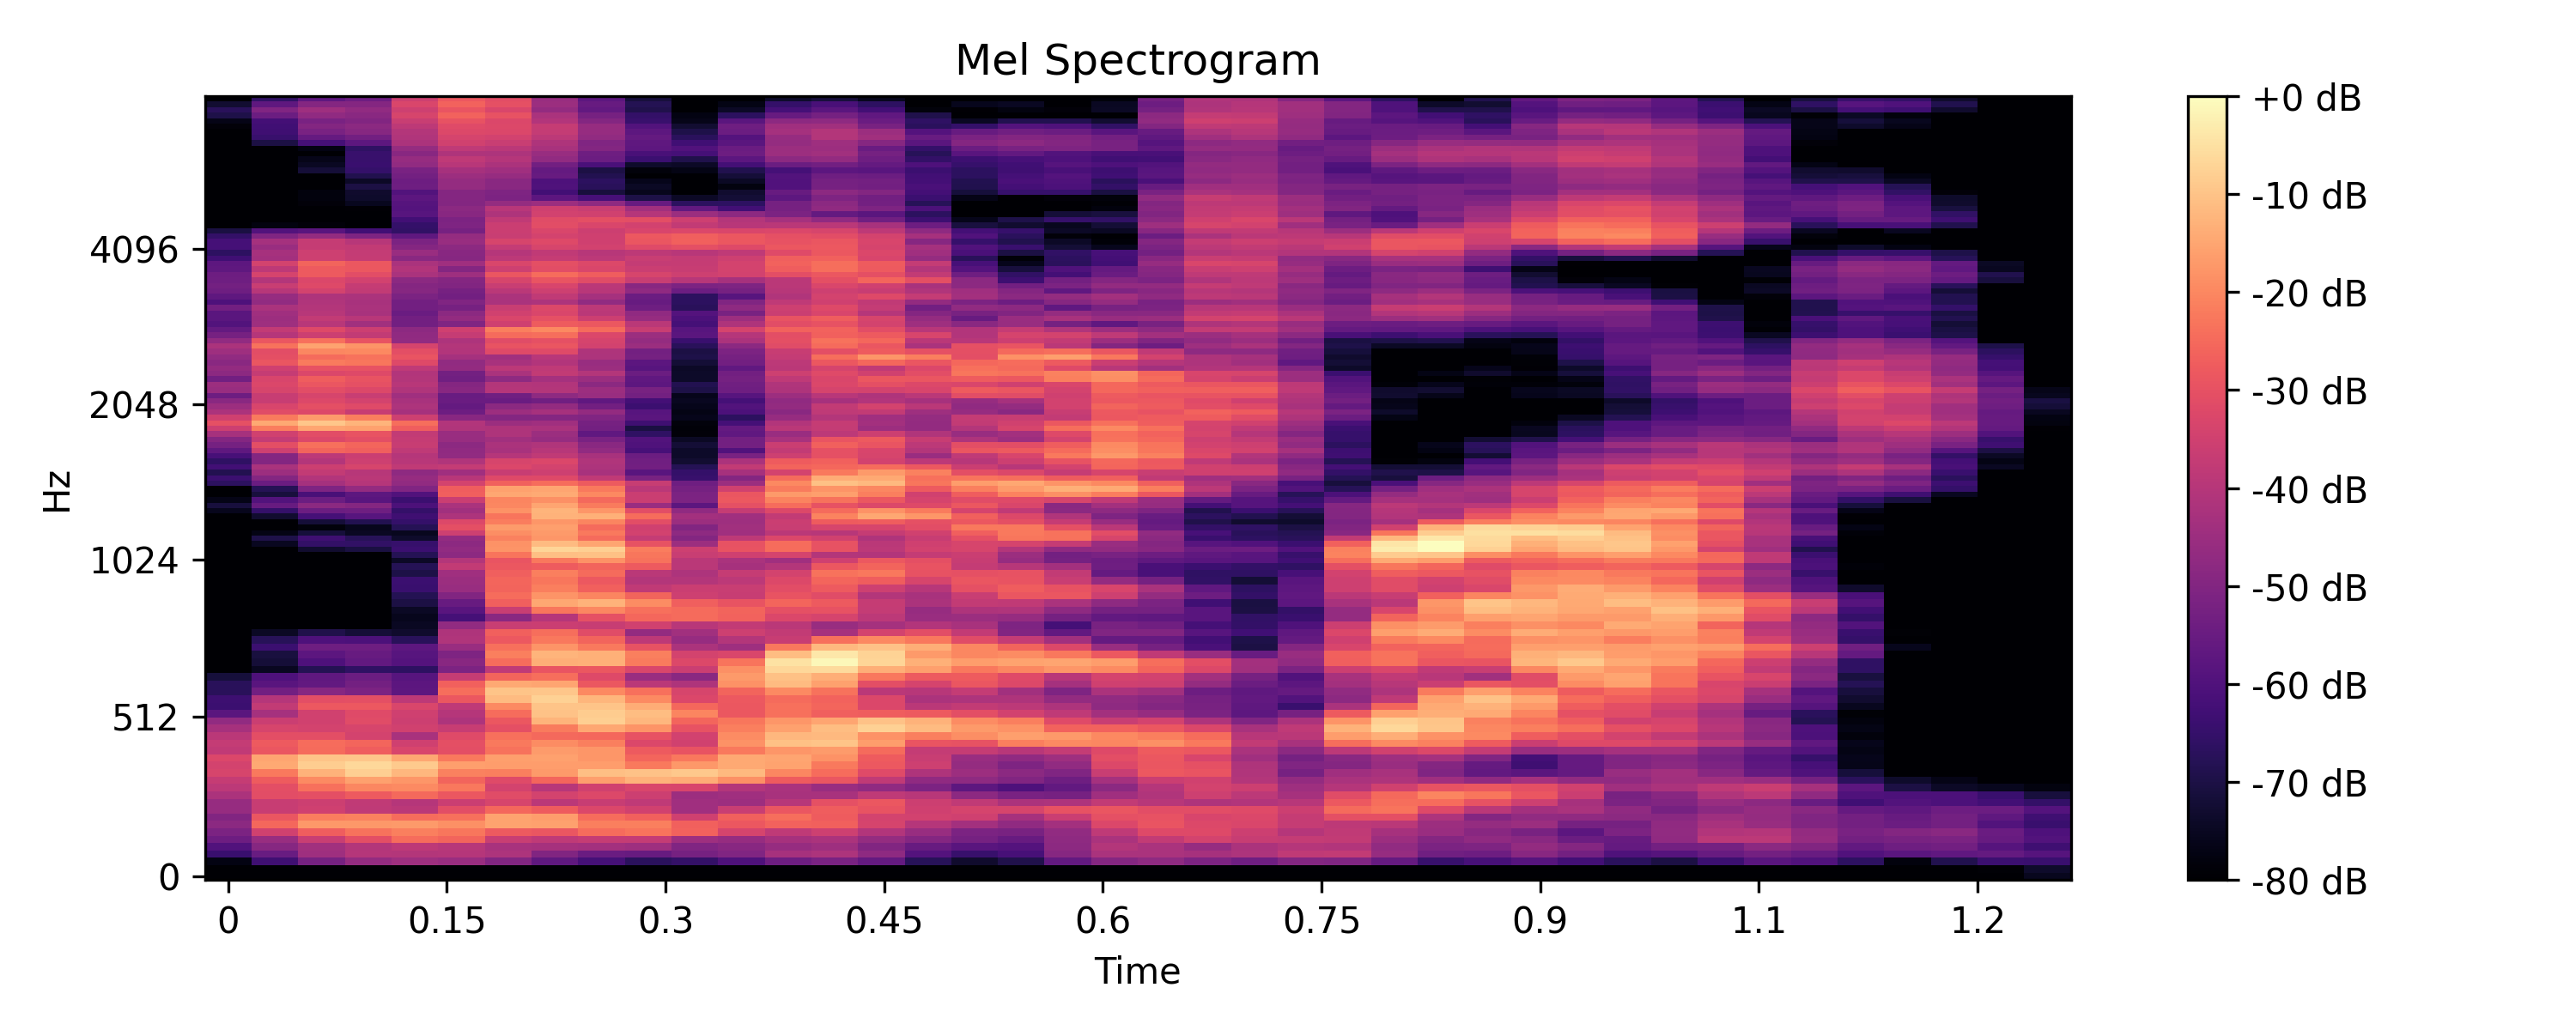 Mel Spectrogram
+0 dB
-10 dB
-20 dB
-30 dB
-40 dB
-50 dB
-60 dB
-70 dB
-80 dB
Hz
4096
2048
1024
512
0
0 0.15 0.3 0.45 0.6 0.75 0.9 1.1 1.2
Time